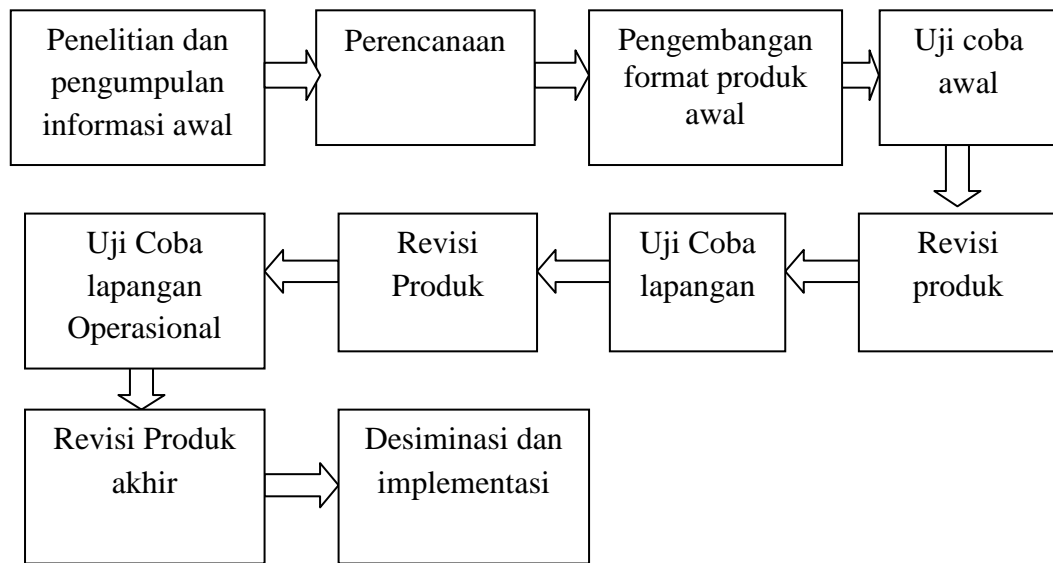 Penelitian dan
pengumpulan
informasi awal
Perencanaan
Pengembangan
format produk
awal
Uji coba
awal
Revisi
produk
Uji Coba
lapangan
Revisi
Produk
Uji Coba
lapangan
Operasional
Revisi Produk
akhir
Desiminasi dan
implementasi